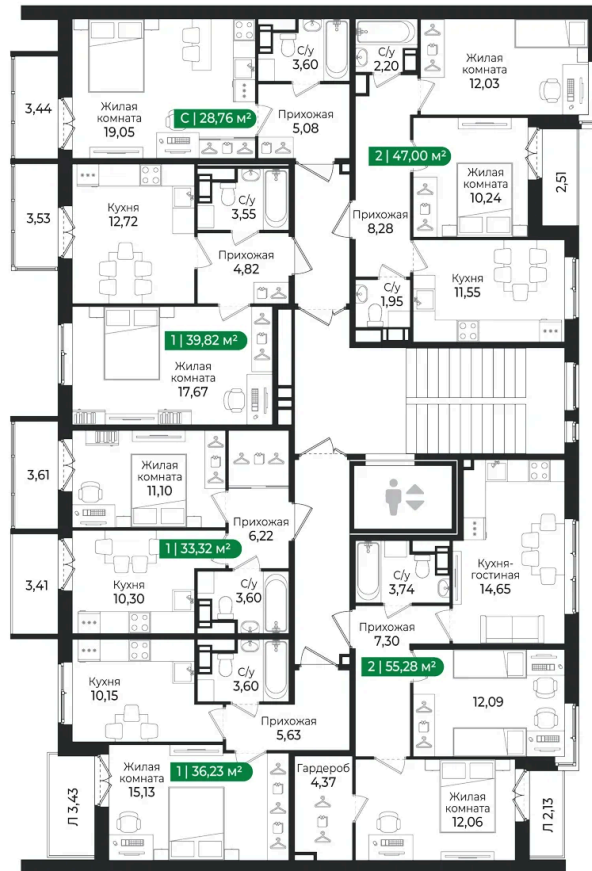 С/у
3,60
С/у
2,20
Жилая
комната
12,03
3,44
Жилая
комната
19,05
С | 28,76 м²
Прихожая
5,08
2 | 47,00 м²
Жилая
комната
10,24
2,51
3,53
Кухня
12,72
С/у
3,55
Прихожая
4,82
Прихожая
8,28
Кухня
11,55
С/у
1,95
1 | 39,82 м²
Жилая
комната
17,67
3,61
Жилая
комната
11,10
Прихожая
6,22
1 | 33,32 м²
3,41
Кухня
10,30
С/у
3,60
С/у
3,74
Кухня-
гостиная
14,65
Прихожая
7,30
2 | 55,28 м²
12,09
Кухня
10,15
С/у
3,60
Прихожая
5,63
Л 3,43
Жилая
комната
15,13
1 | 36,23 м²
Гардероб
4,37
Жилая
комната
12,06
Л 2,13